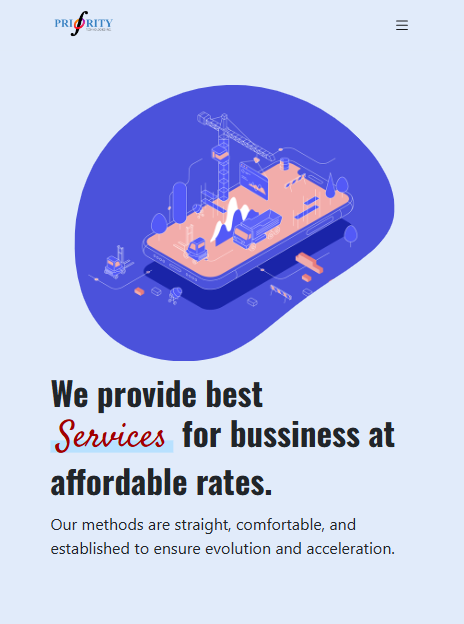 PRIORITY
We provide best
Services for bussiness at
affordable rates.
Our methods are straight, comfortable, and
established to ensure evolution and acceleration.